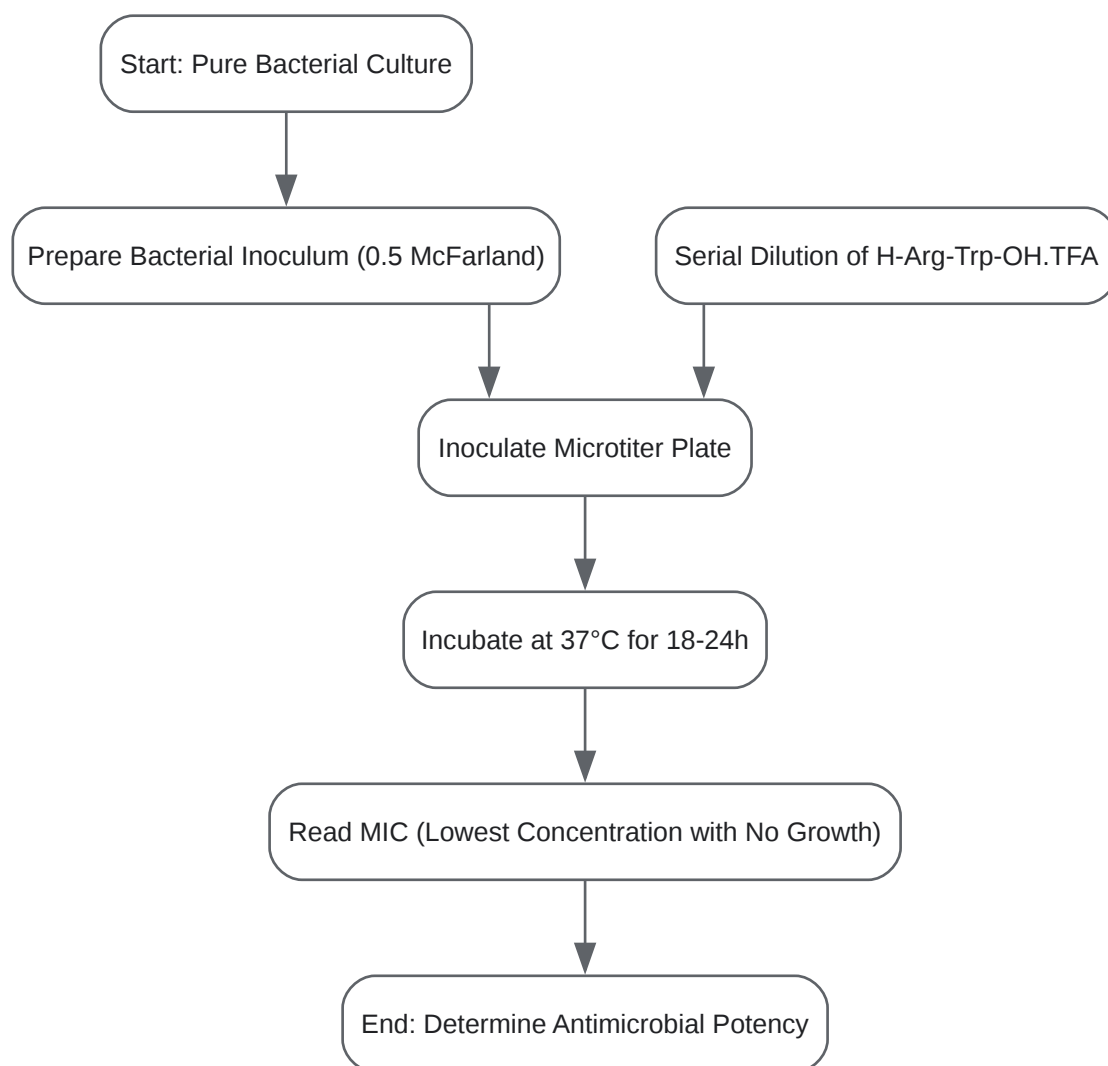 Start: Pure Bacterial Culture
Prepare Bacterial Inoculum (0.5 McFarland)
Serial Dilution of H-Arg-Trp-OH.TFA
Inoculate Microtiter Plate
Incubate at 37°C for 18-24h
Read MIC (Lowest Concentration with No Growth)
End: Determine Antimicrobial Potency